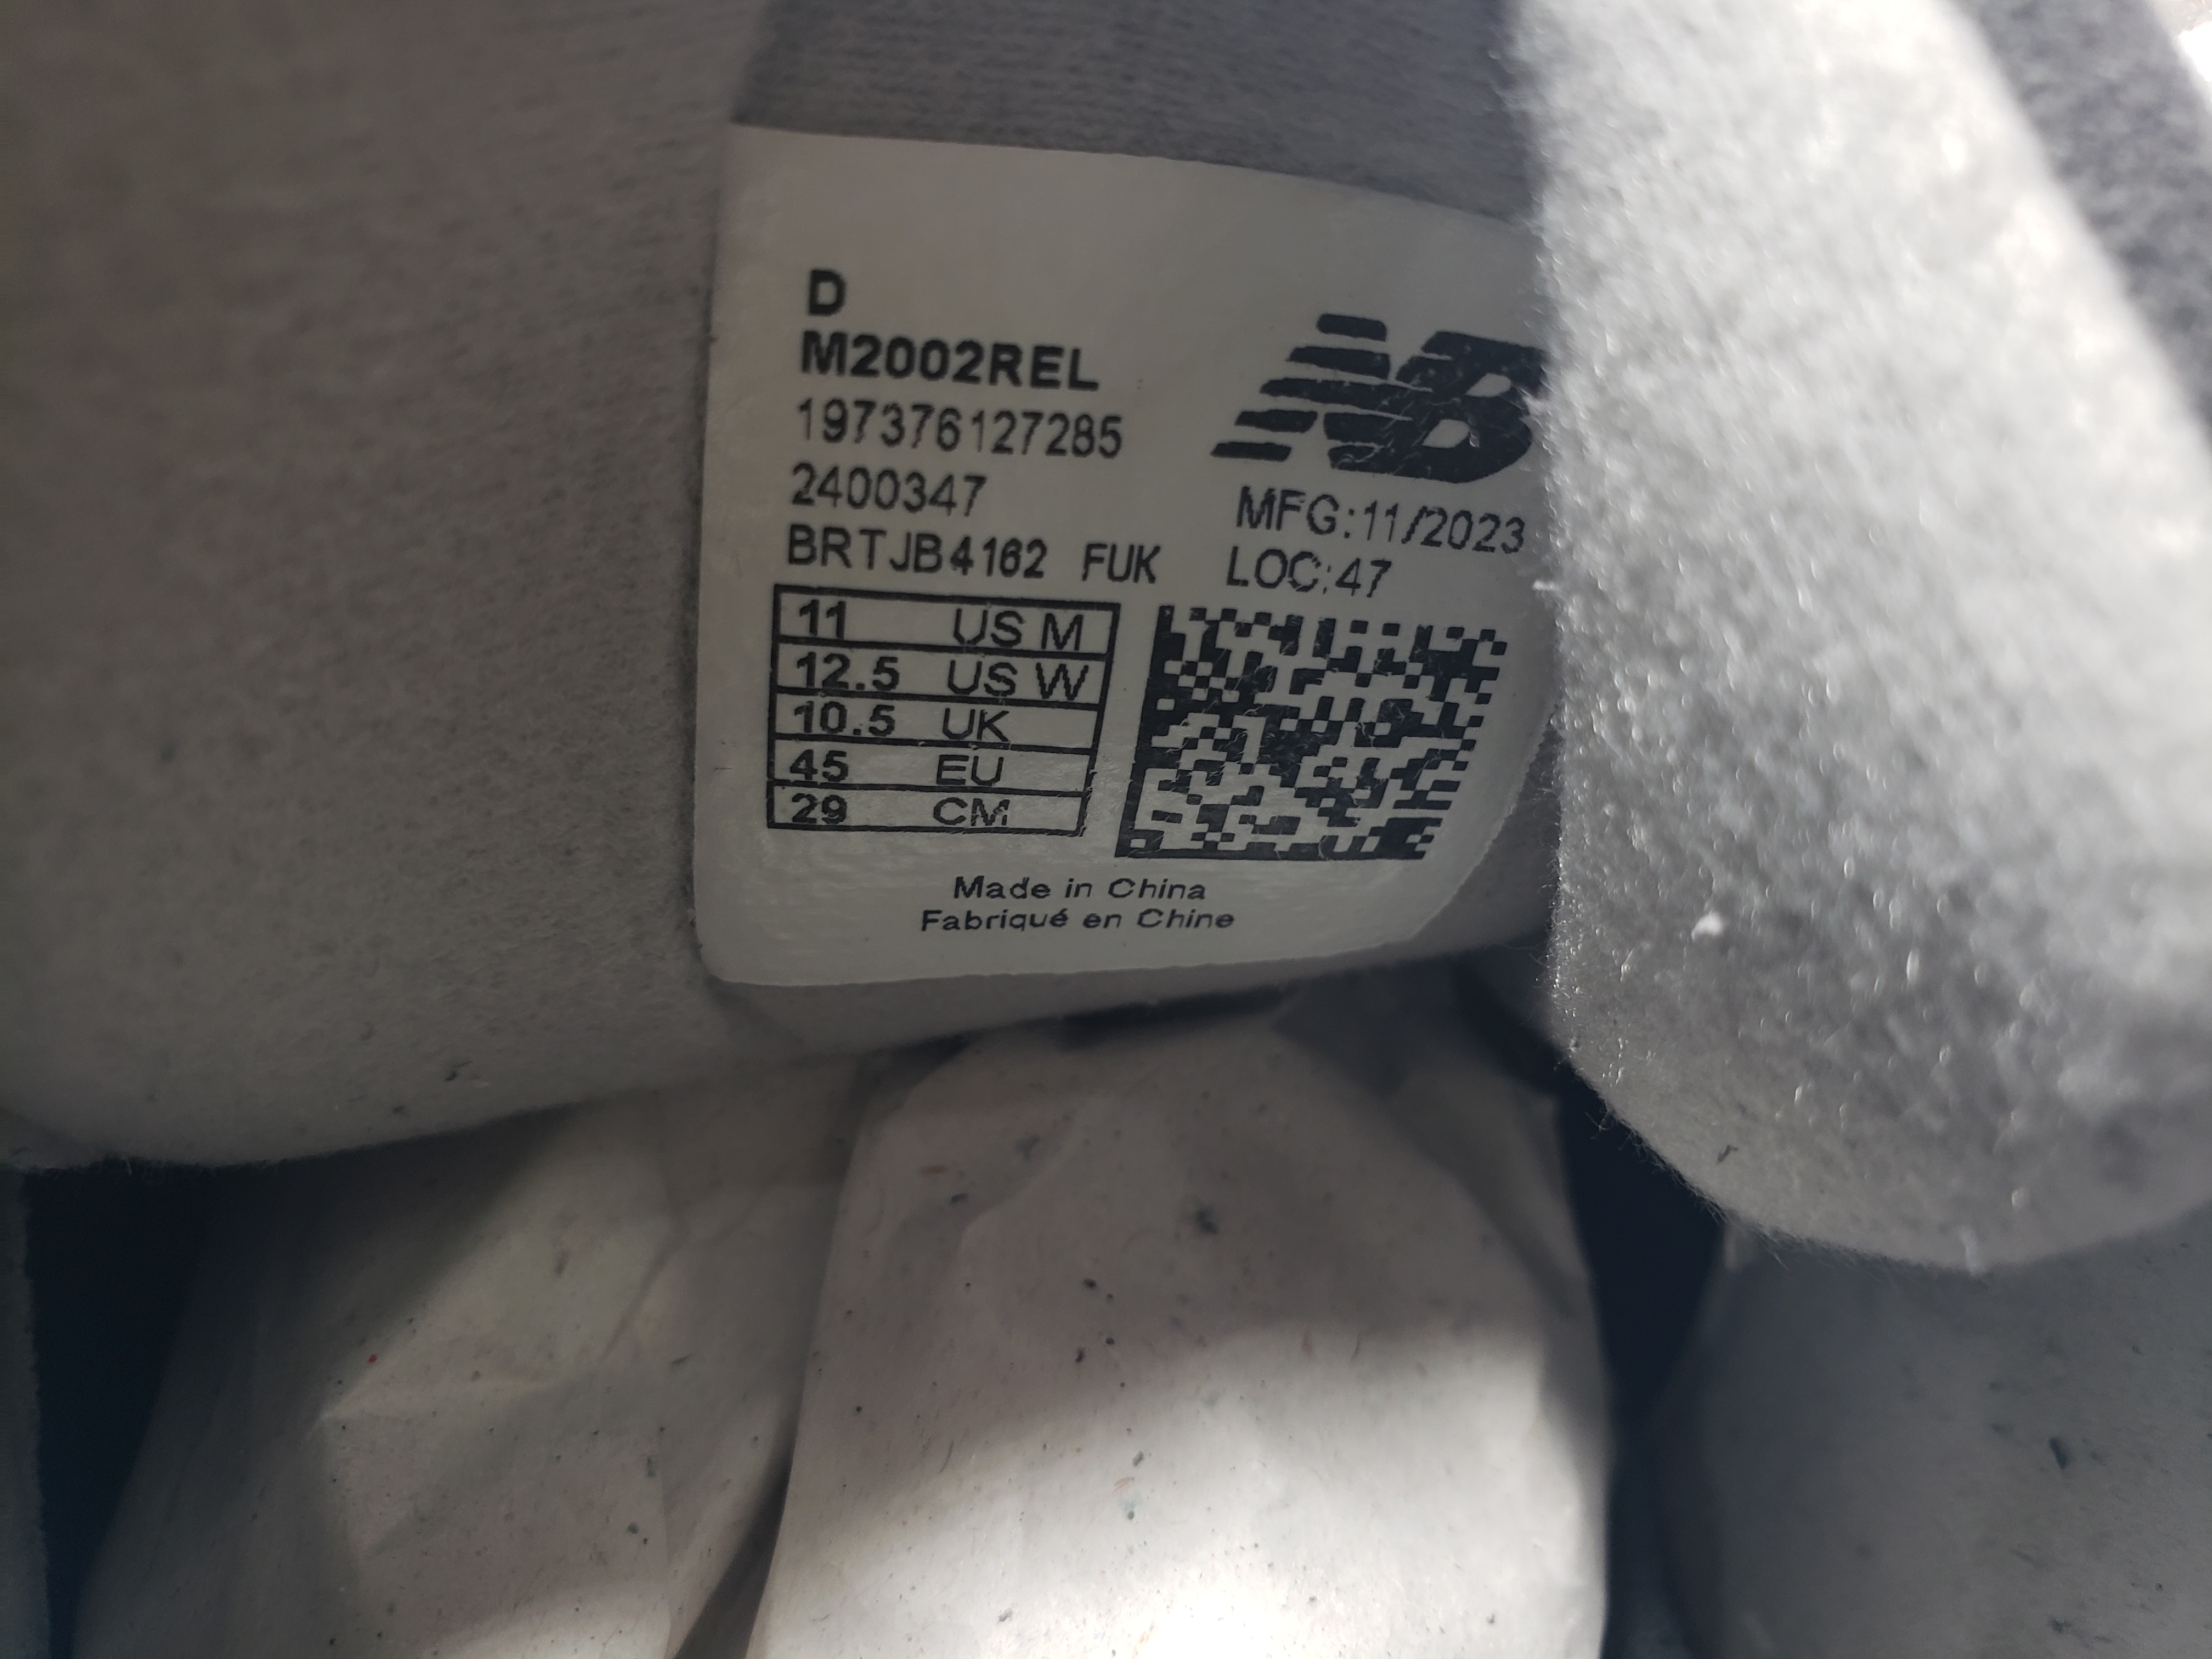 D
M2002REL
197376127285
2400347
BRTJB4162 FUK
NB
MFG:11/2023
LOC:47
11 US M
12.5 US W
10.5 UK
45 EU
29 CM
Made in China
Fabriqué en Chine